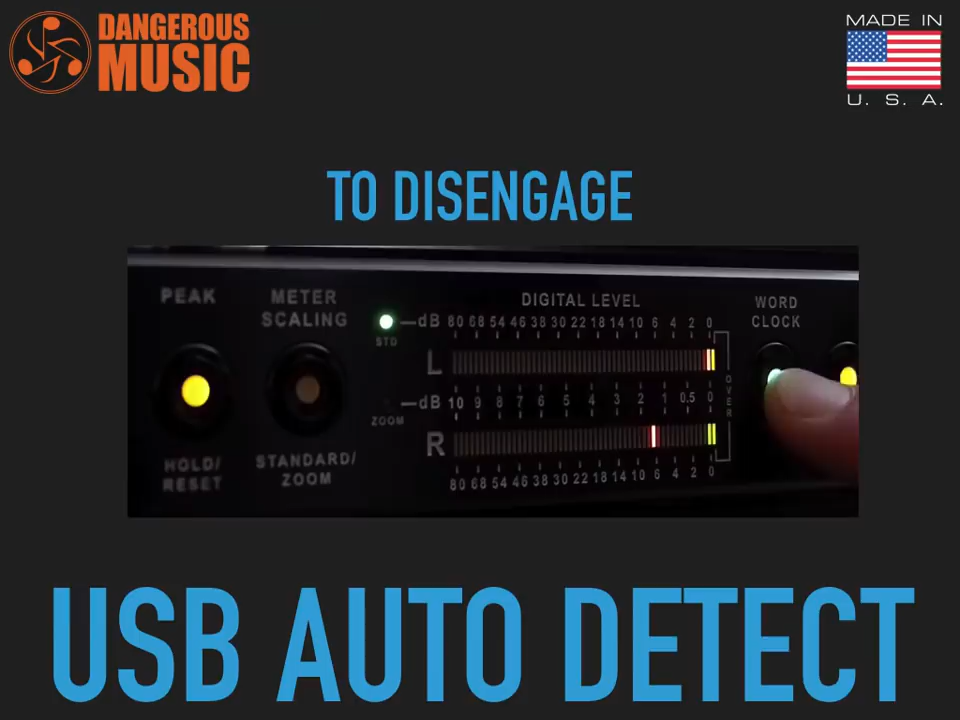 DANGEROUS
MUSIC
MADE IN
U. S. A.
TO DISENGAGE
PEAK
METER
SCALING
DIGITAL LEVEL
WORD
CLOCK
STD
dB 80 68 54 46 38 30 22 18 14 10 6 4 2 0
L
OVER
ZOOM
dB 10 9 8 7 6 5 4 3 2 1 0.5 0
R
HOLD/
RESET
STANDARD/
ZOOM
80 68 54 46 38 30 22 18 14 10 6 4 2 0
USB AUTO DETECT